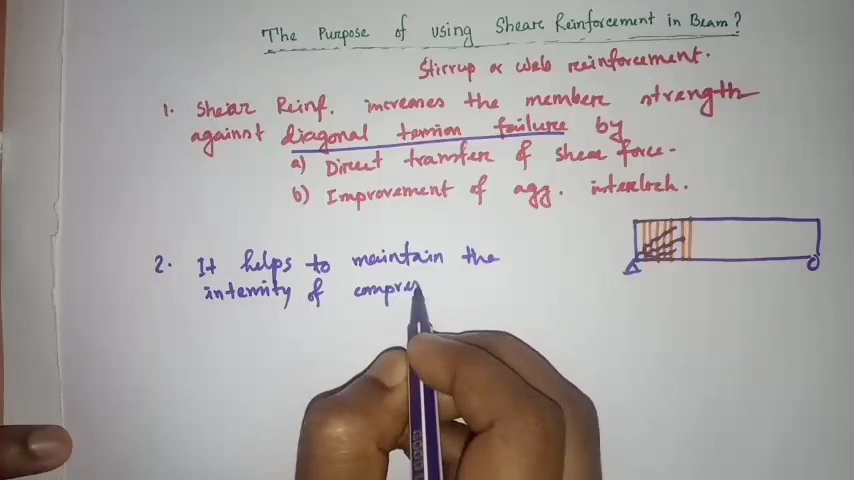 The Purpose of using Shear Reinforcement in Beam?
Stirrup or web reinforcement.
1. Shear Reinf. increases the member strength
against diagonal tension failure by
a) Direct transfer of shear force.
b) Improvement of agg. interlock.
2. It helps to maintain the
intensity of compres